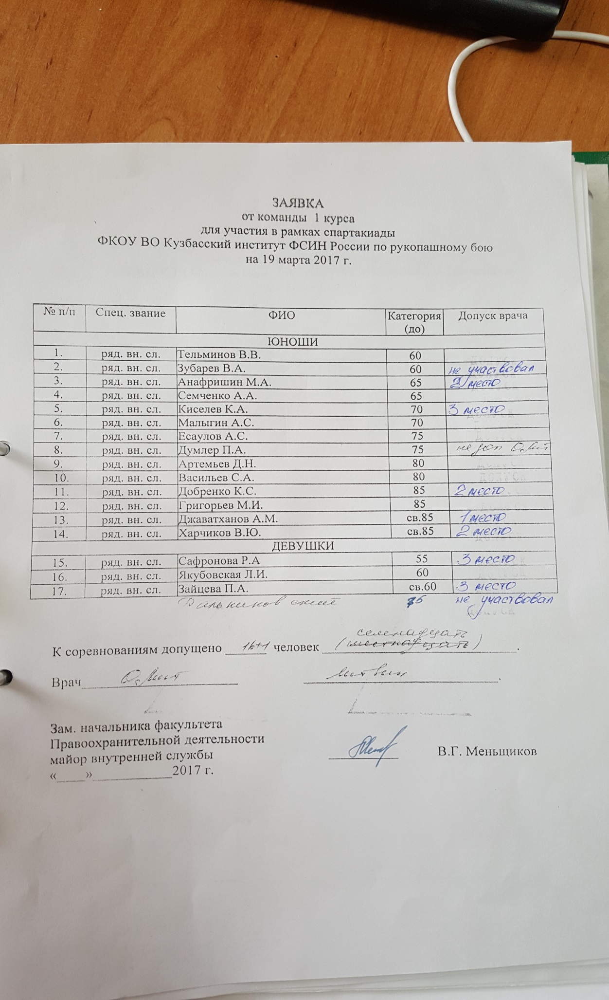 ЗАЯВКА
от команды 1 курса
для участия в рамках спартакиады
ФКОУ ВО Кузбасский институт ФСИН России по рукопашному бою
на 19 марта 2017 г.
№ п/п Спец. звание ФИО Категория (до) Допуск врача
ЮНОШИ
1. ряд. вн. сл. Тельминов В.В. 60
2. ряд. вн. сл. Зубарев В.А. 60 не участвовал
3. ряд. вн. сл. Анафришин М.А. 65 2 место
4. ряд. вн. сл. Семченко А.А. 65
5. ряд. вн. сл. Киселев К.А. 70 3 место
6. ряд. вн. сл. Малыгин А.С. 70
7. ряд. вн. сл. Есаулов А.С. 75
8. ряд. вн. сл. Думлер П.А. 75 не доп
9. ряд. вн. сл. Артемьев Д.Н. 80
10. ряд. вн. сл. Васильев С.А. 80 ДОПУСК
11. ряд. вн. сл. Добренко К.С. 85 2 место
12. ряд. вн. сл. Григорьев М.И. 85
13. ряд. вн. сл. Джаватханов А.М. св.85 1 место
14. ряд. вн. сл. Харчиков В.Ю. св.85 2 место
ДЕВУШКИ
15. ряд. вн. сл. Сафронова Р.А 55 3 место
16. ряд. вн. сл. Якубовская Л.И. 60
17. ряд. вн. сл. Зайцева П.А. св.60 3 место
не участвовал
К соревнованиям допущено 16+1 человек (семнадцать)
Врач
Зам. начальника факультета
Правоохранительной деятельности
майор внутренней службы В.Г. Меньщиков
«____»____________2017 г.